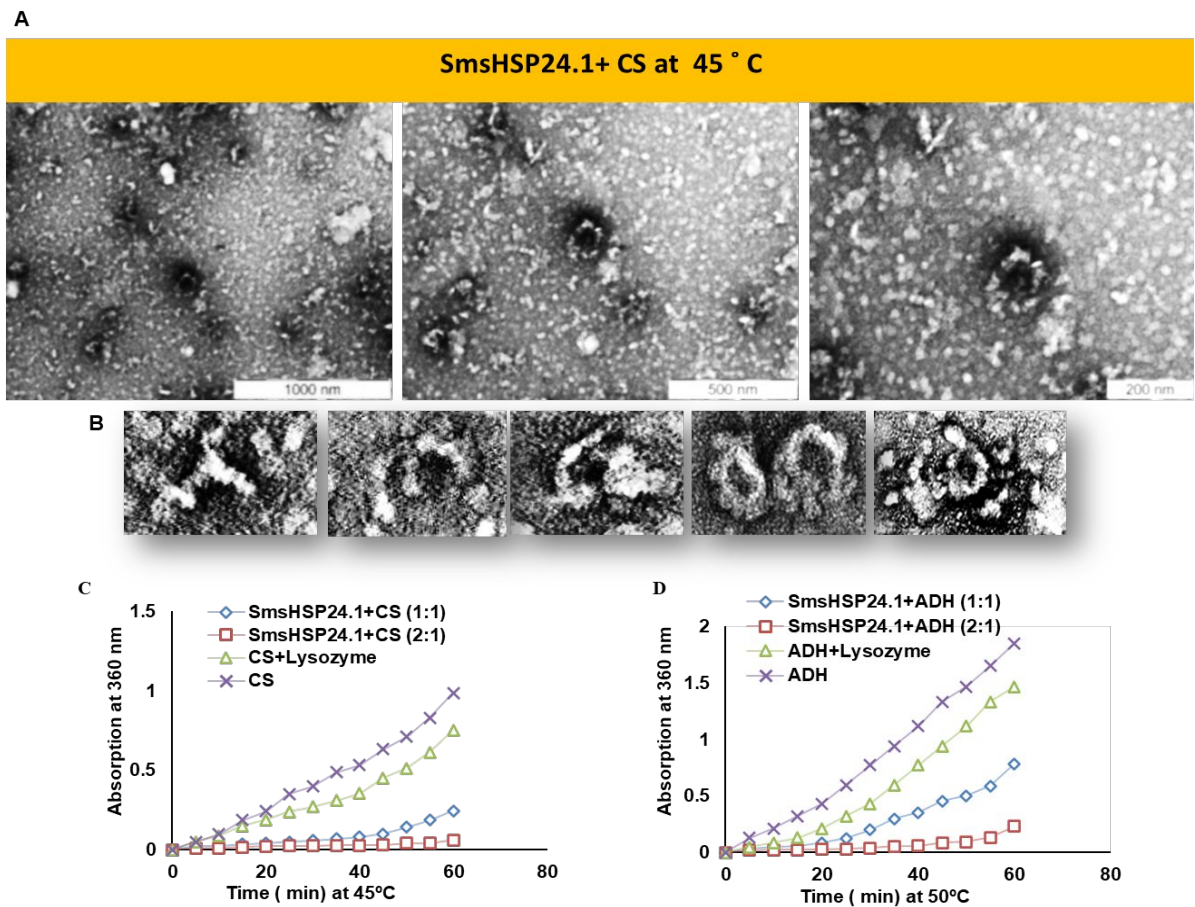 A
SmsHSP24.1+ CS at 45 ˚ C
1000 nm
500 nm
200 nm
B
C
SmsHSP24.1+CS (1:1)
SmsHSP24.1+CS (2:1)
CS+Lysozyme
CS
Absorption at 360 nm
1.5
1
0.5
0
0
20
40
60
80
Time ( min) at 45ºC
D
SmsHSP24.1+ADH (1:1)
SmsHSP24.1+ADH (2:1)
ADH+Lysozyme
ADH
Absorption at 360 nm
2
1.5
1
0.5
0
0
20
40
60
80
Time ( min) at 50ºC